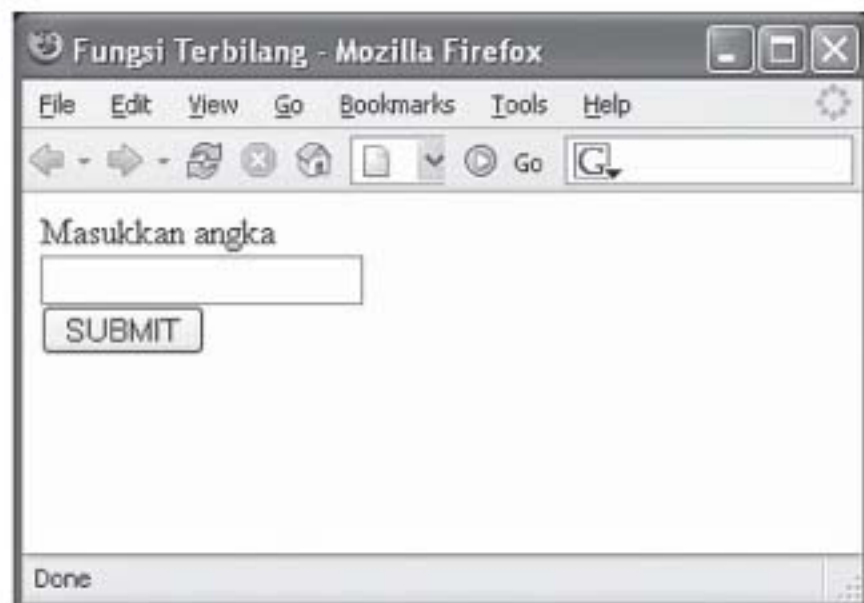 Fungsi Terbilang - Mozilla Firefox
File Edit View Go Bookmarks Tools Help
Go G
Masukkan angka
SUBMIT
Done